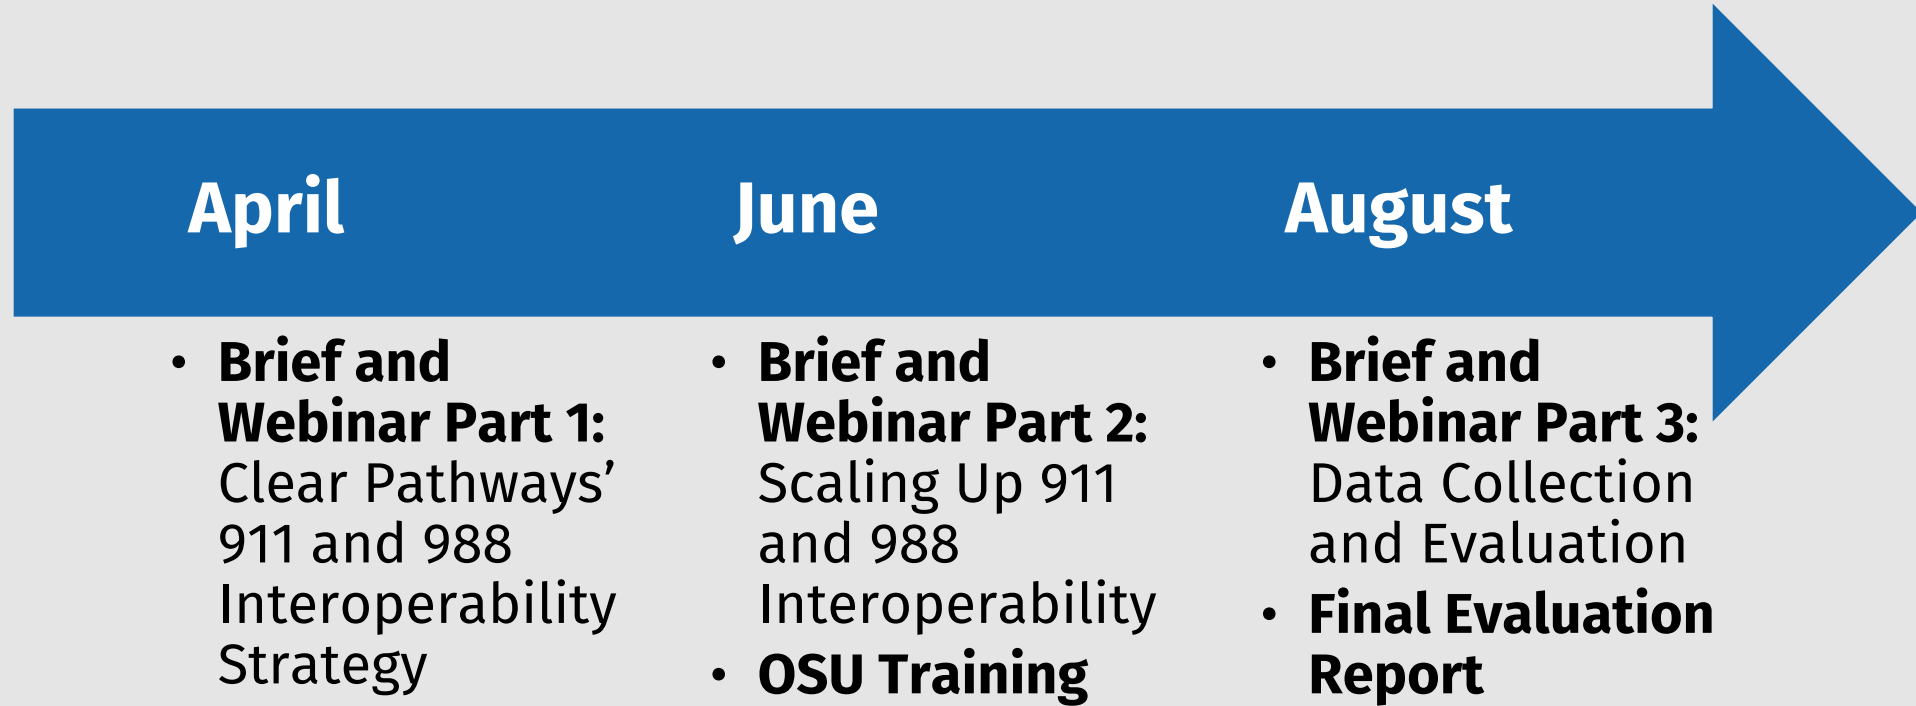 April
June
August
• Brief and
Webinar Part 1:
Clear Pathways’
911 and 988
Interoperability
Strategy
• Brief and
Webinar Part 2:
Scaling Up 911
and 988
Interoperability
• OSU Training
• Brief and
Webinar Part 3:
Data Collection
and Evaluation
• Final Evaluation
Report